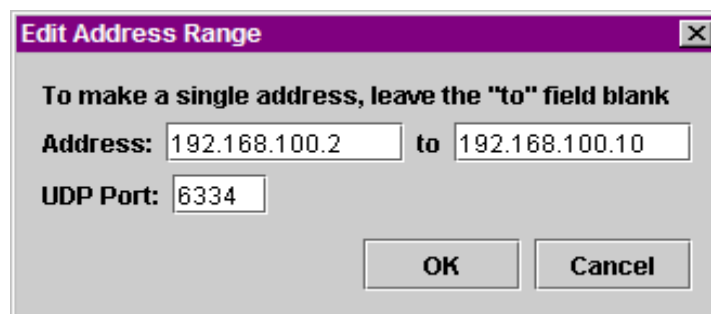 Edit Address Range
To make a single address, leave the "to" field blank
Address: 192.168.100.2 to 192.168.100.10
UDP Port: 6334
OK Cancel